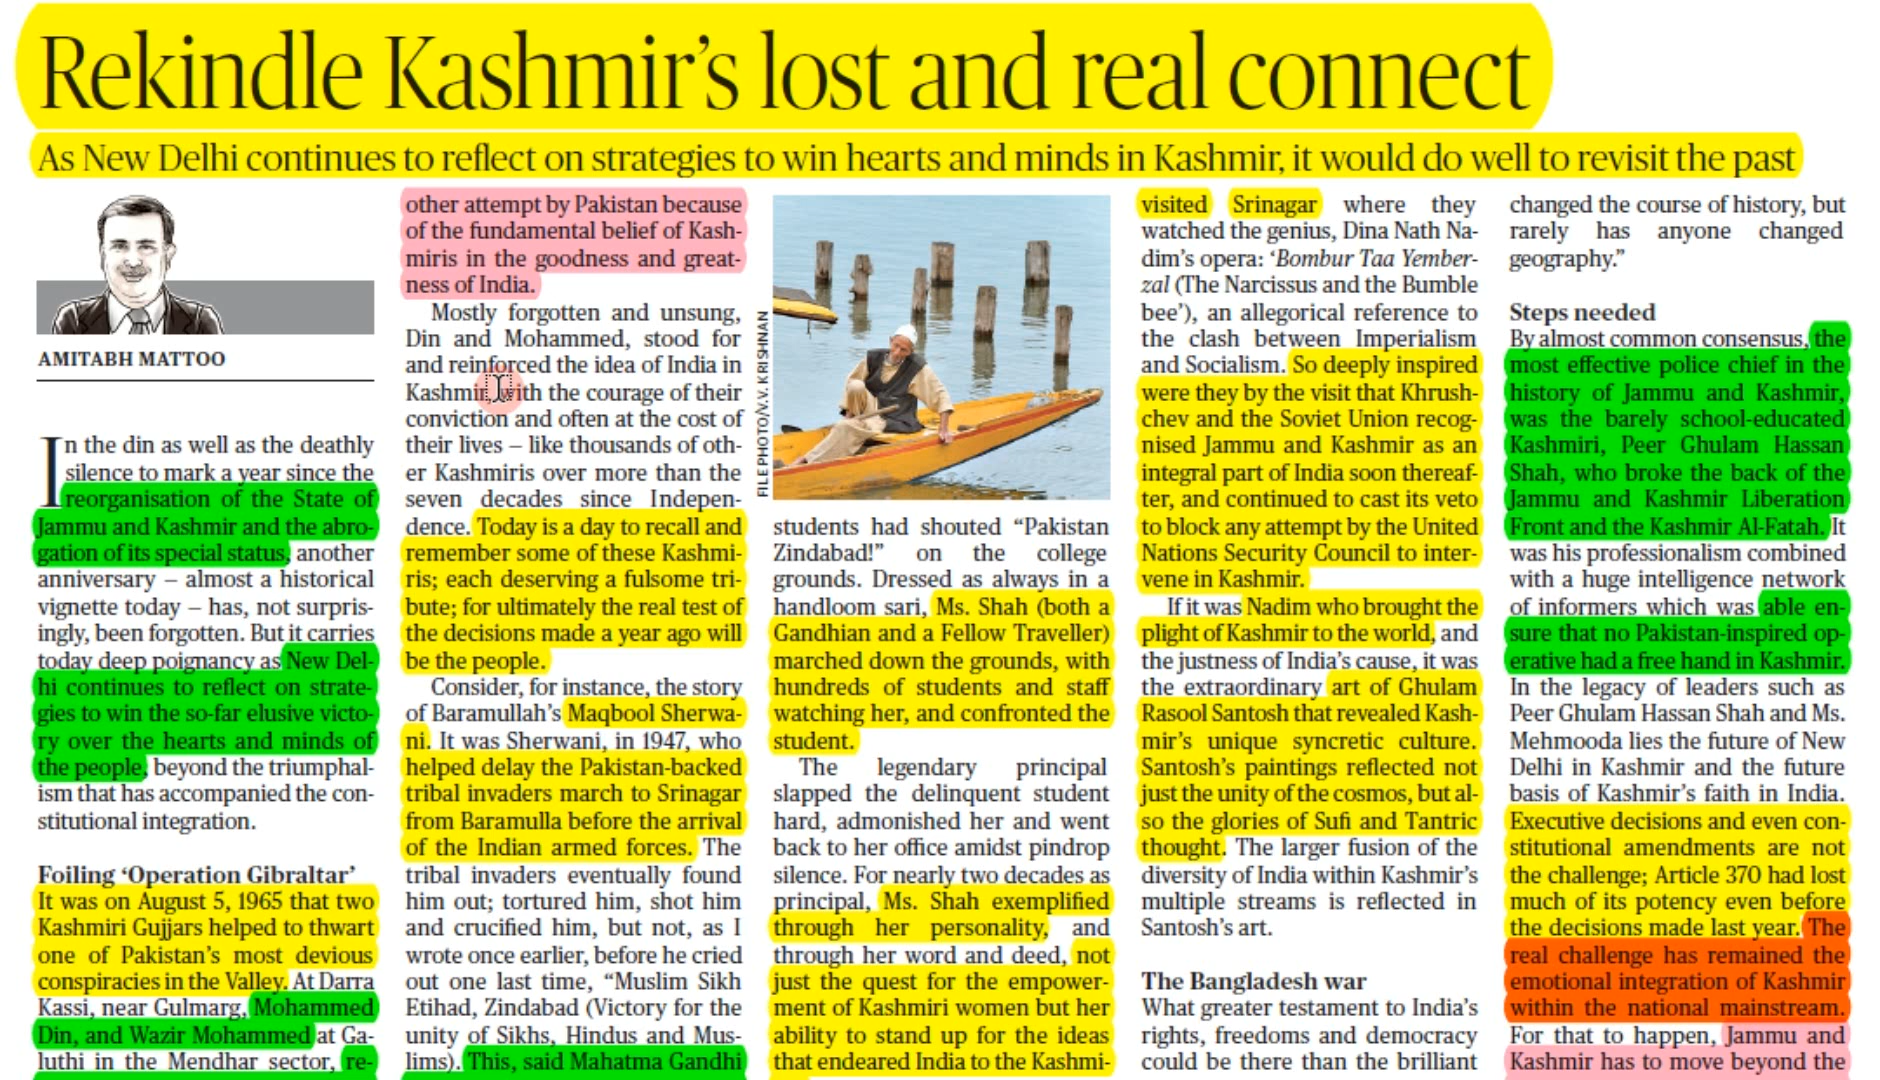 Rekindle Kashmir’s lost and real connect
As New Delhi continues to reflect on strategies to win hearts and minds in Kashmir, it would do well to revisit the past
AMITABH MATTOO
In the din as well as the deathly
silence to mark a year since the
reorganisation of the State of
Jammu and Kashmir and the abro-
gation of its special status, another
anniversary – almost a historical
vignette today – has, not surpris-
ingly, been forgotten. But it carries
today deep poignancy as New Del-
hi continues to reflect on strate-
gies to win the so-far elusive victo-
ry over the hearts and minds of
the people, beyond the triumphal-
ism that has accompanied the con-
stitutional integration.
Foiling ‘Operation Gibraltar’
It was on August 5, 1965 that two
Kashmiri Gujjars helped to thwart
one of Pakistan’s most devious
conspiracies in the Valley. At Darra
Kassi, near Gulmarg, Mohammed
Din, and Wazir Mohammed at Ga-
luthi in the Mendhar sector, re-
other attempt by Pakistan because
of the fundamental belief of Kash-
miris in the goodness and great-
ness of India.
Mostly forgotten and unsung,
Din and Mohammed, stood for
and reinforced the idea of India in
Kashmir, with the courage of their
conviction and often at the cost of
their lives – like thousands of oth-
er Kashmiris over more than the
seven decades since Indepen-
dence. Today is a day to recall and
remember some of these Kashmi-
ris; each deserving a fulsome tri-
bute; for ultimately the real test of
the decisions made a year ago will
be the people.
Consider, for instance, the story
of Baramullah’s Maqbool Sherwa-
ni. It was Sherwani, in 1947, who
helped delay the Pakistan-backed
tribal invaders march to Srinagar
from Baramulla before the arrival
of the Indian armed forces. The
tribal invaders eventually found
him out; tortured him, shot him
and crucified him, but not, as I
wrote once earlier, before he cried
out one last time, “Muslim Sikh
Etihad, Zindabad (Victory for the
unity of Sikhs, Hindus and Mus-
lims). This, said Mahatma Gandhi
FILE PHOTO/V.V. KRISHNAN
students had shouted “Pakistan
Zindabad!” on the college
grounds. Dressed as always in a
handloom sari, Ms. Shah (both a
Gandhian and a Fellow Traveller)
marched down the grounds, with
hundreds of students and staff
watching her, and confronted the
student.
The legendary principal
slapped the delinquent student
hard, admonished her and went
back to her office amidst pindrop
silence. For nearly two decades as
principal, Ms. Shah exemplified
through her personality, and
through her word and deed, not
just the quest for the empower-
ment of Kashmiri women but her
ability to stand up for the ideas
that endeared India to the Kashmi-
visited Srinagar where they
watched the genius, Dina Nath Na-
dim’s opera: ‘Bombur Taa Yember-
zal (The Narcissus and the Bumble
bee’), an allegorical reference to
the clash between Imperialism
and Socialism. So deeply inspired
were they by the visit that Khrush-
chev and the Soviet Union recog-
nised Jammu and Kashmir as an
integral part of India soon thereaf-
ter, and continued to cast its veto
to block any attempt by the United
Nations Security Council to inter-
vene in Kashmir.
If it was Nadim who brought the
plight of Kashmir to the world, and
the justness of India’s cause, it was
the extraordinary art of Ghulam
Rasool Santosh that revealed Kash-
mir’s unique syncretic culture.
Santosh’s paintings reflected not
just the unity of the cosmos, but al-
so the glories of Sufi and Tantric
thought. The larger fusion of the
diversity of India within Kashmir’s
multiple streams is reflected in
Santosh’s art.
The Bangladesh war
What greater testament to India’s
rights, freedoms and democracy
could be there than the brilliant
changed the course of history, but
rarely has anyone changed
geography.”
Steps needed
By almost common consensus, the
most effective police chief in the
history of Jammu and Kashmir,
was the barely school-educated
Kashmiri, Peer Ghulam Hassan
Shah, who broke the back of the
Jammu and Kashmir Liberation
Front and the Kashmir Al-Fatah. It
was his professionalism combined
with a huge intelligence network
of informers which was able en-
sure that no Pakistan-inspired op-
erative had a free hand in Kashmir.
In the legacy of leaders such as
Peer Ghulam Hassan Shah and Ms.
Mehmooda lies the future of New
Delhi in Kashmir and the future
basis of Kashmir’s faith in India.
Executive decisions and even con-
stitutional amendments are not
the challenge; Article 370 had lost
much of its potency even before
the decisions made last year. The
real challenge has remained the
emotional integration of Kashmir
within the national mainstream.
For that to happen, Jammu and
Kashmir has to move beyond the